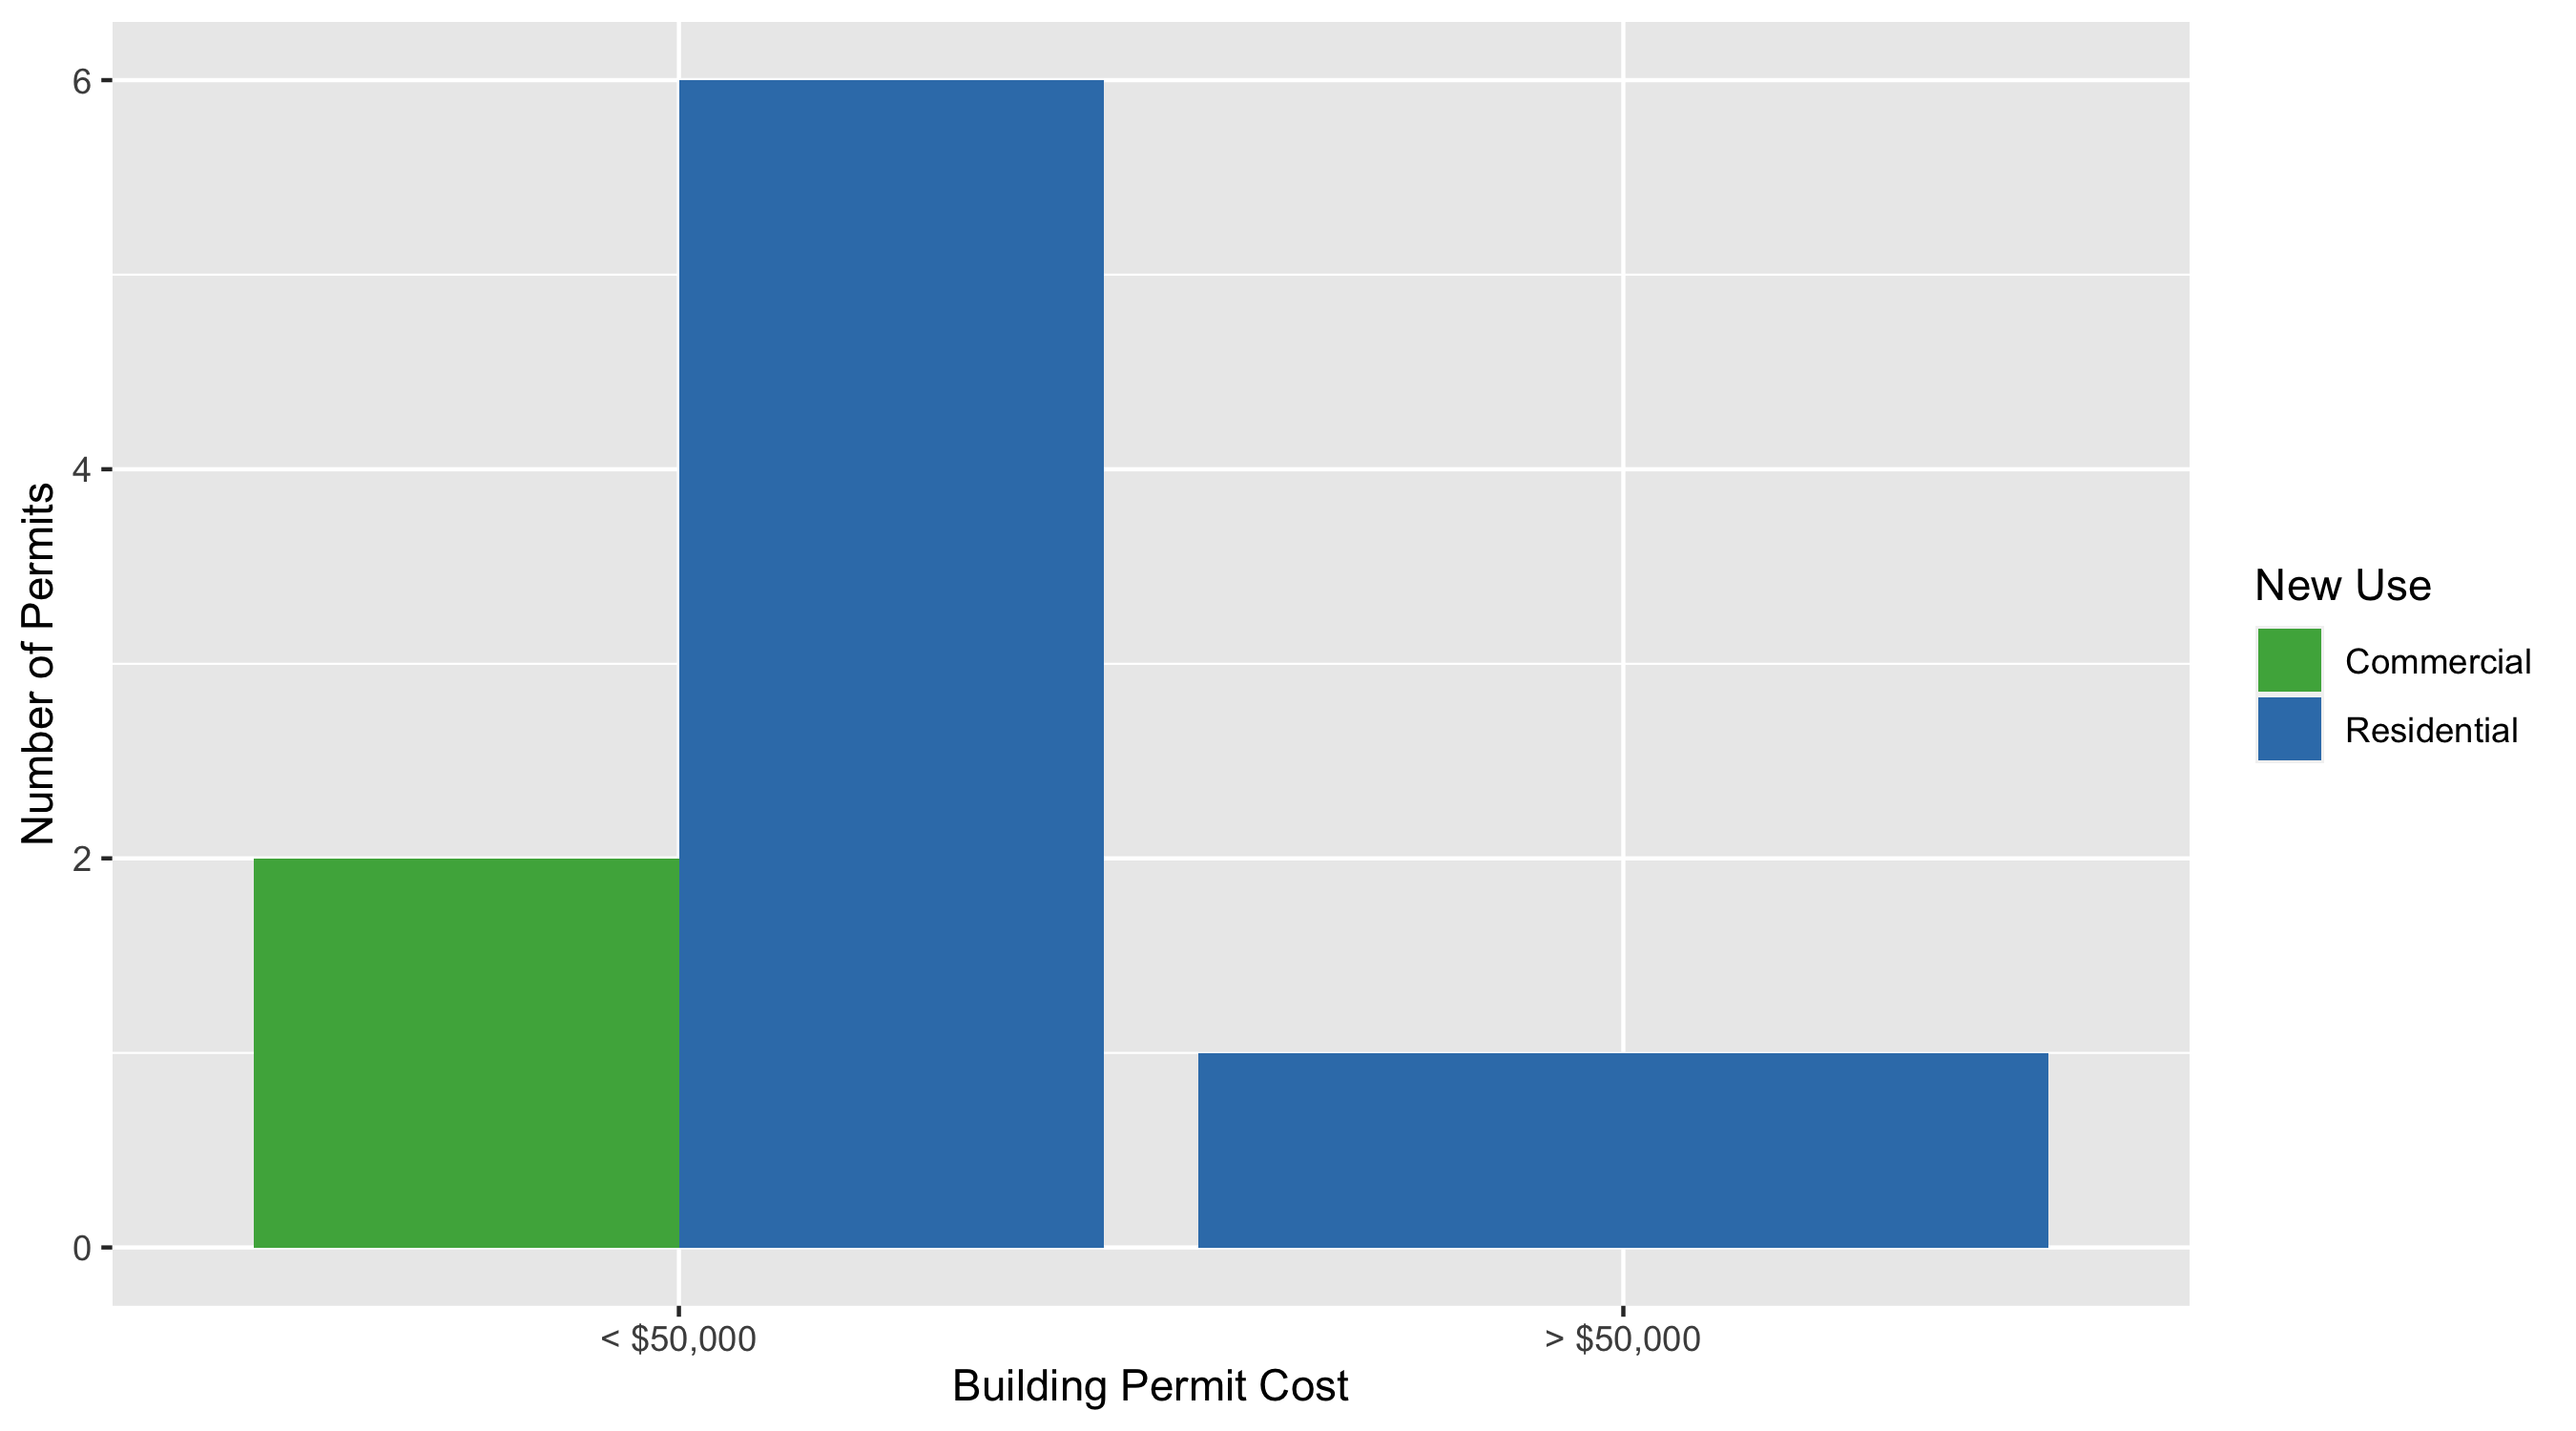 6
4
2
0
Number of Permits
< $50,000
> $50,000
Building Permit Cost
New Use
Commercial
Residential